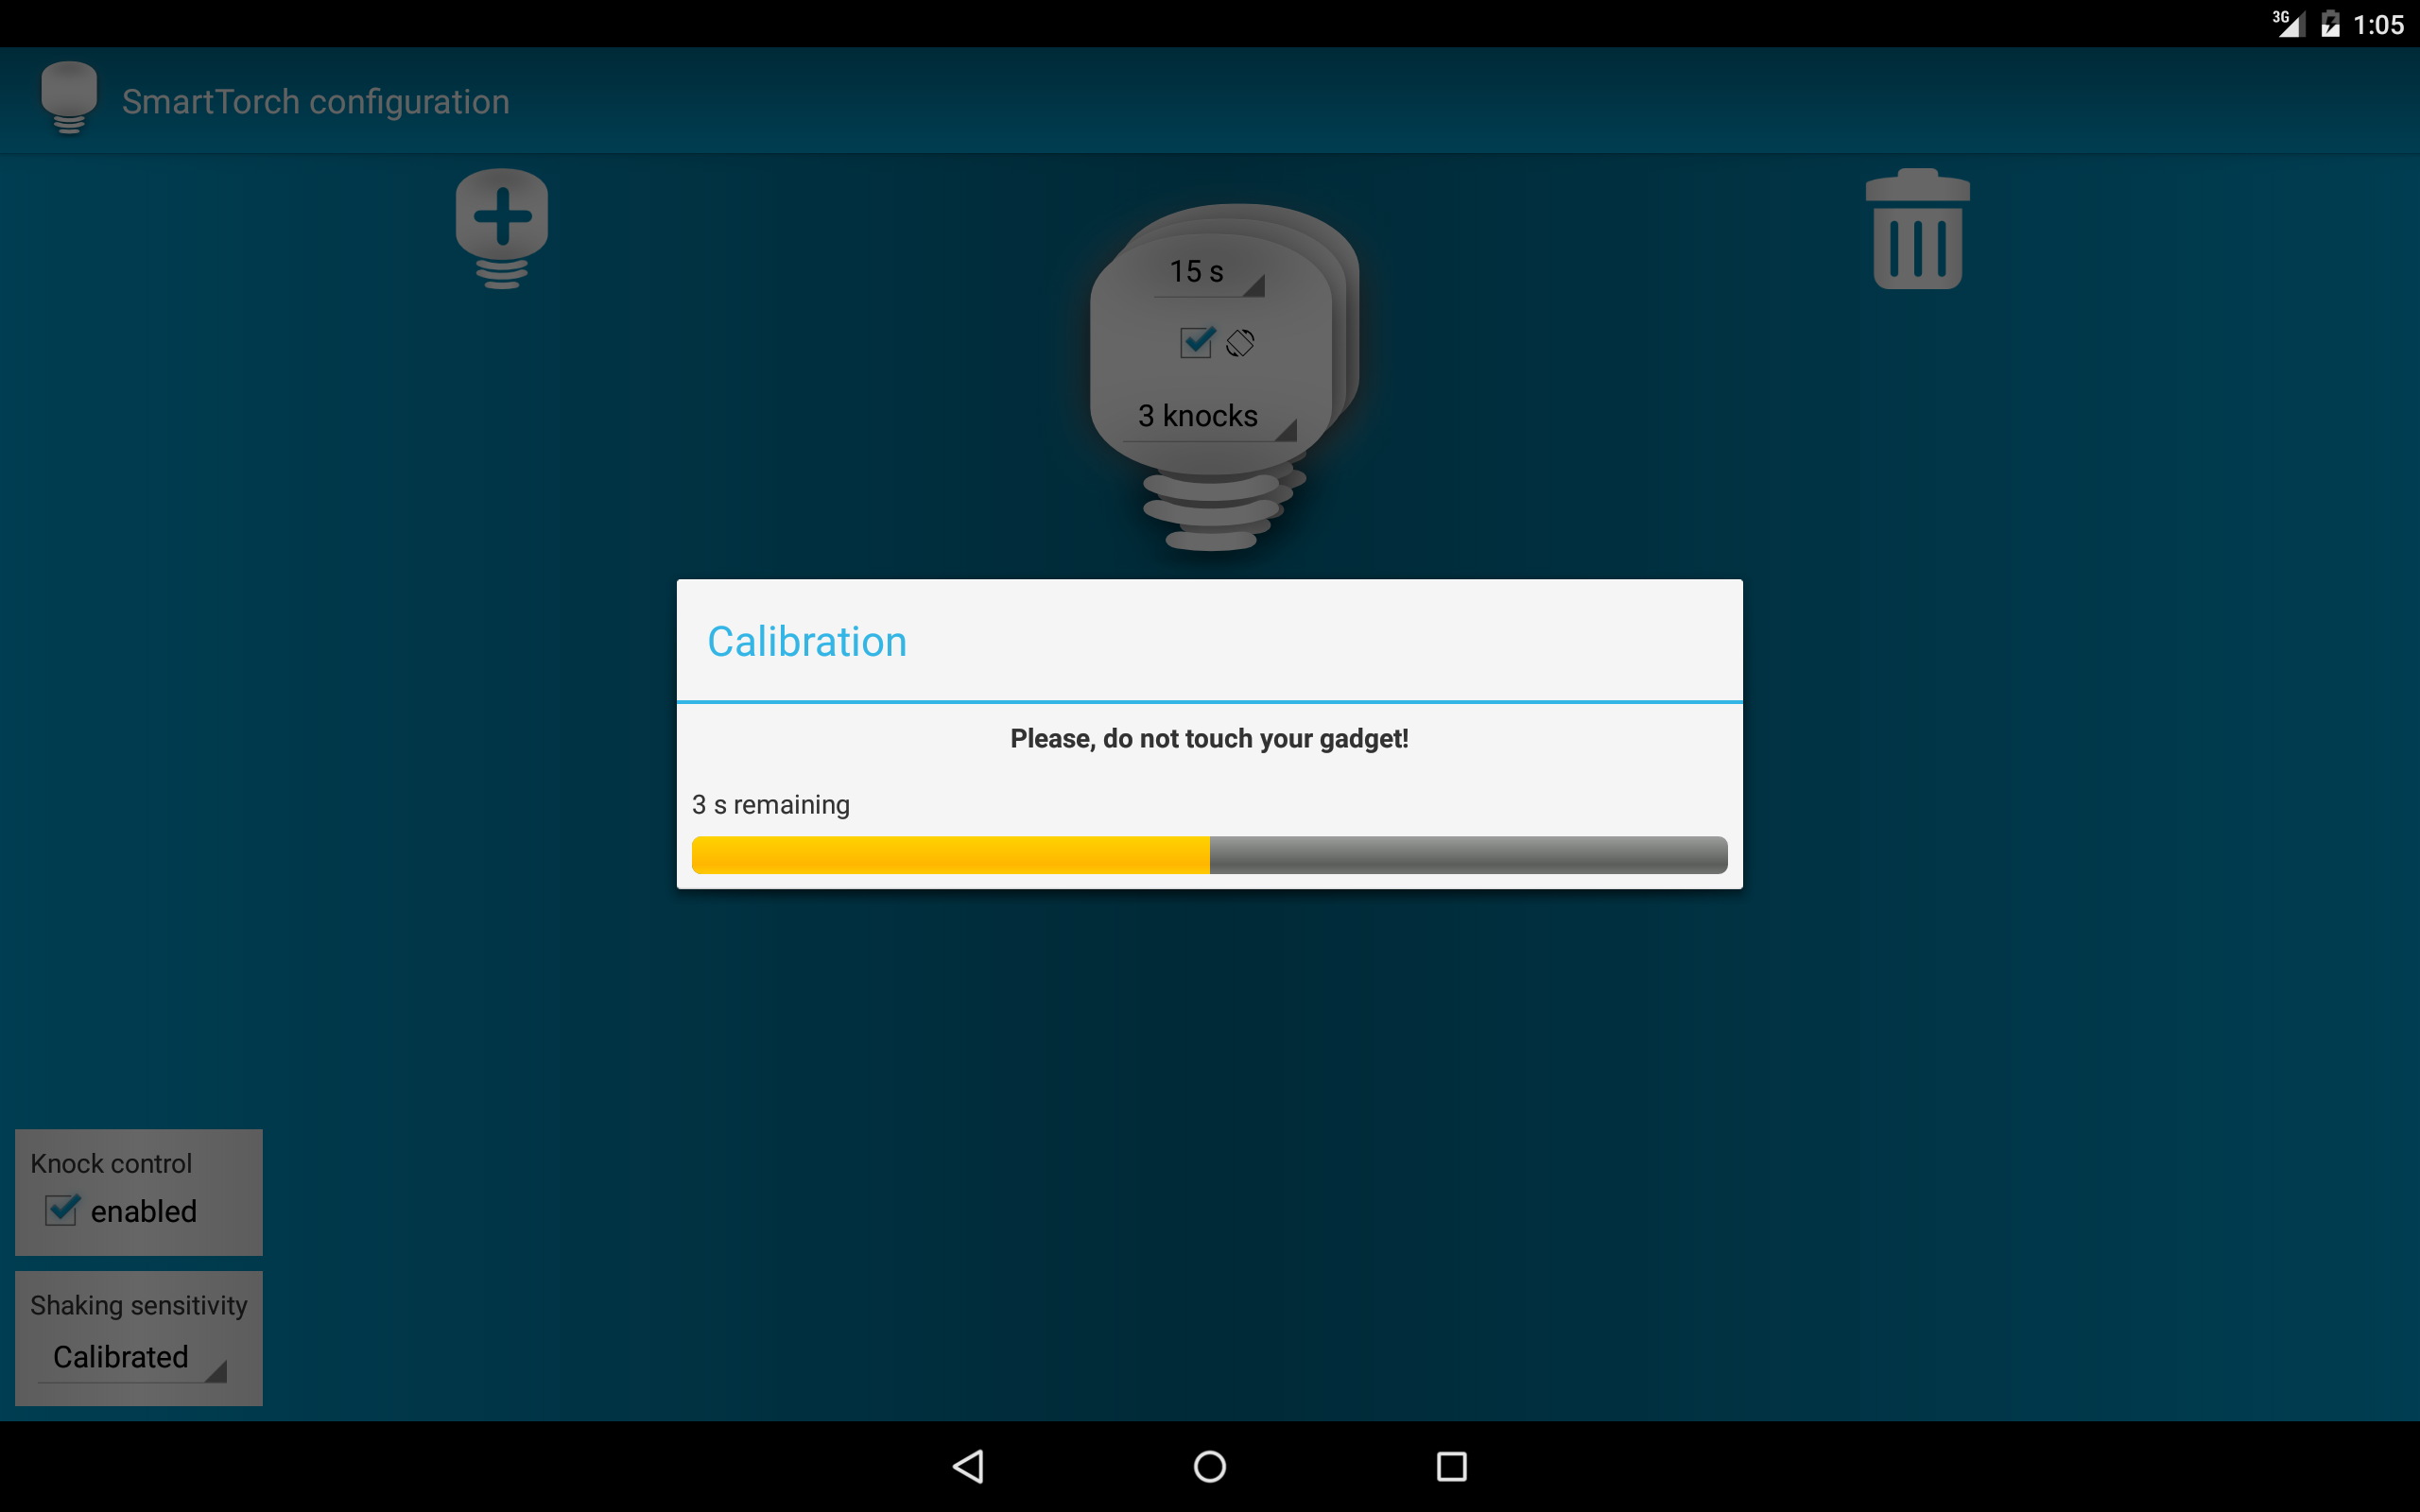 3G 1:05
SmartTorch configuration
15 s
3 knocks
Calibration
Please, do not touch your gadget!
3 s remaining
Knock control
enabled
Shaking sensitivity
Calibrated